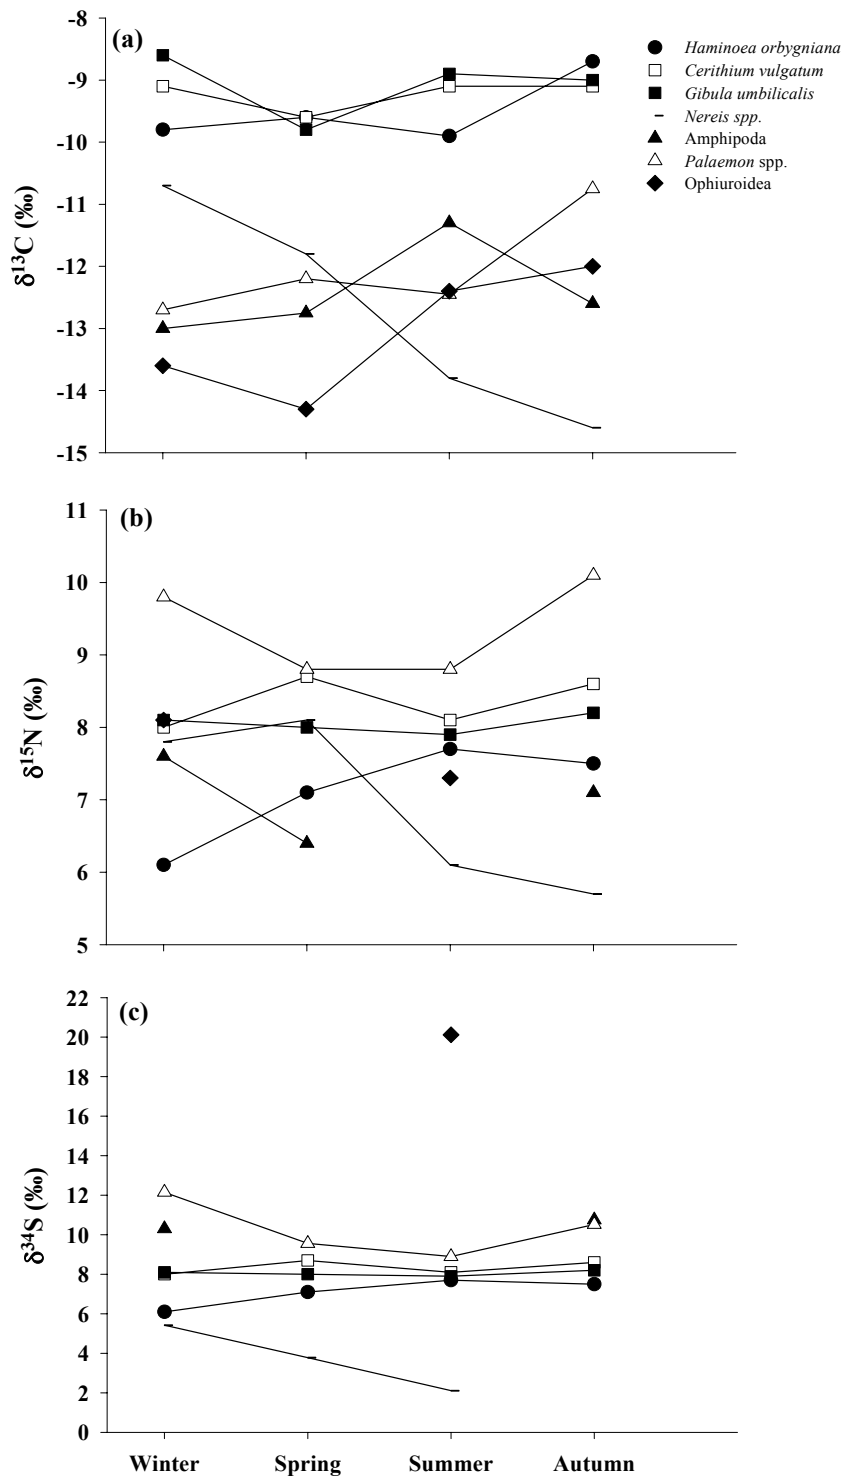 (a)
-8
-9
-10
-11
-12
-13
-14
-15
δ13C (‰)
Haminoea orbygniana
Cerithium vulgatum
Gibula umbilicalis
Nereis spp.
Amphipoda
Palaemon spp.
Ophiuroidea
(b)
11
10
9
8
7
6
5
δ15N (‰)
(c)
22
20
18
16
14
12
10
8
6
4
2
0
δ34S (‰)
Winter Spring Summer Autumn